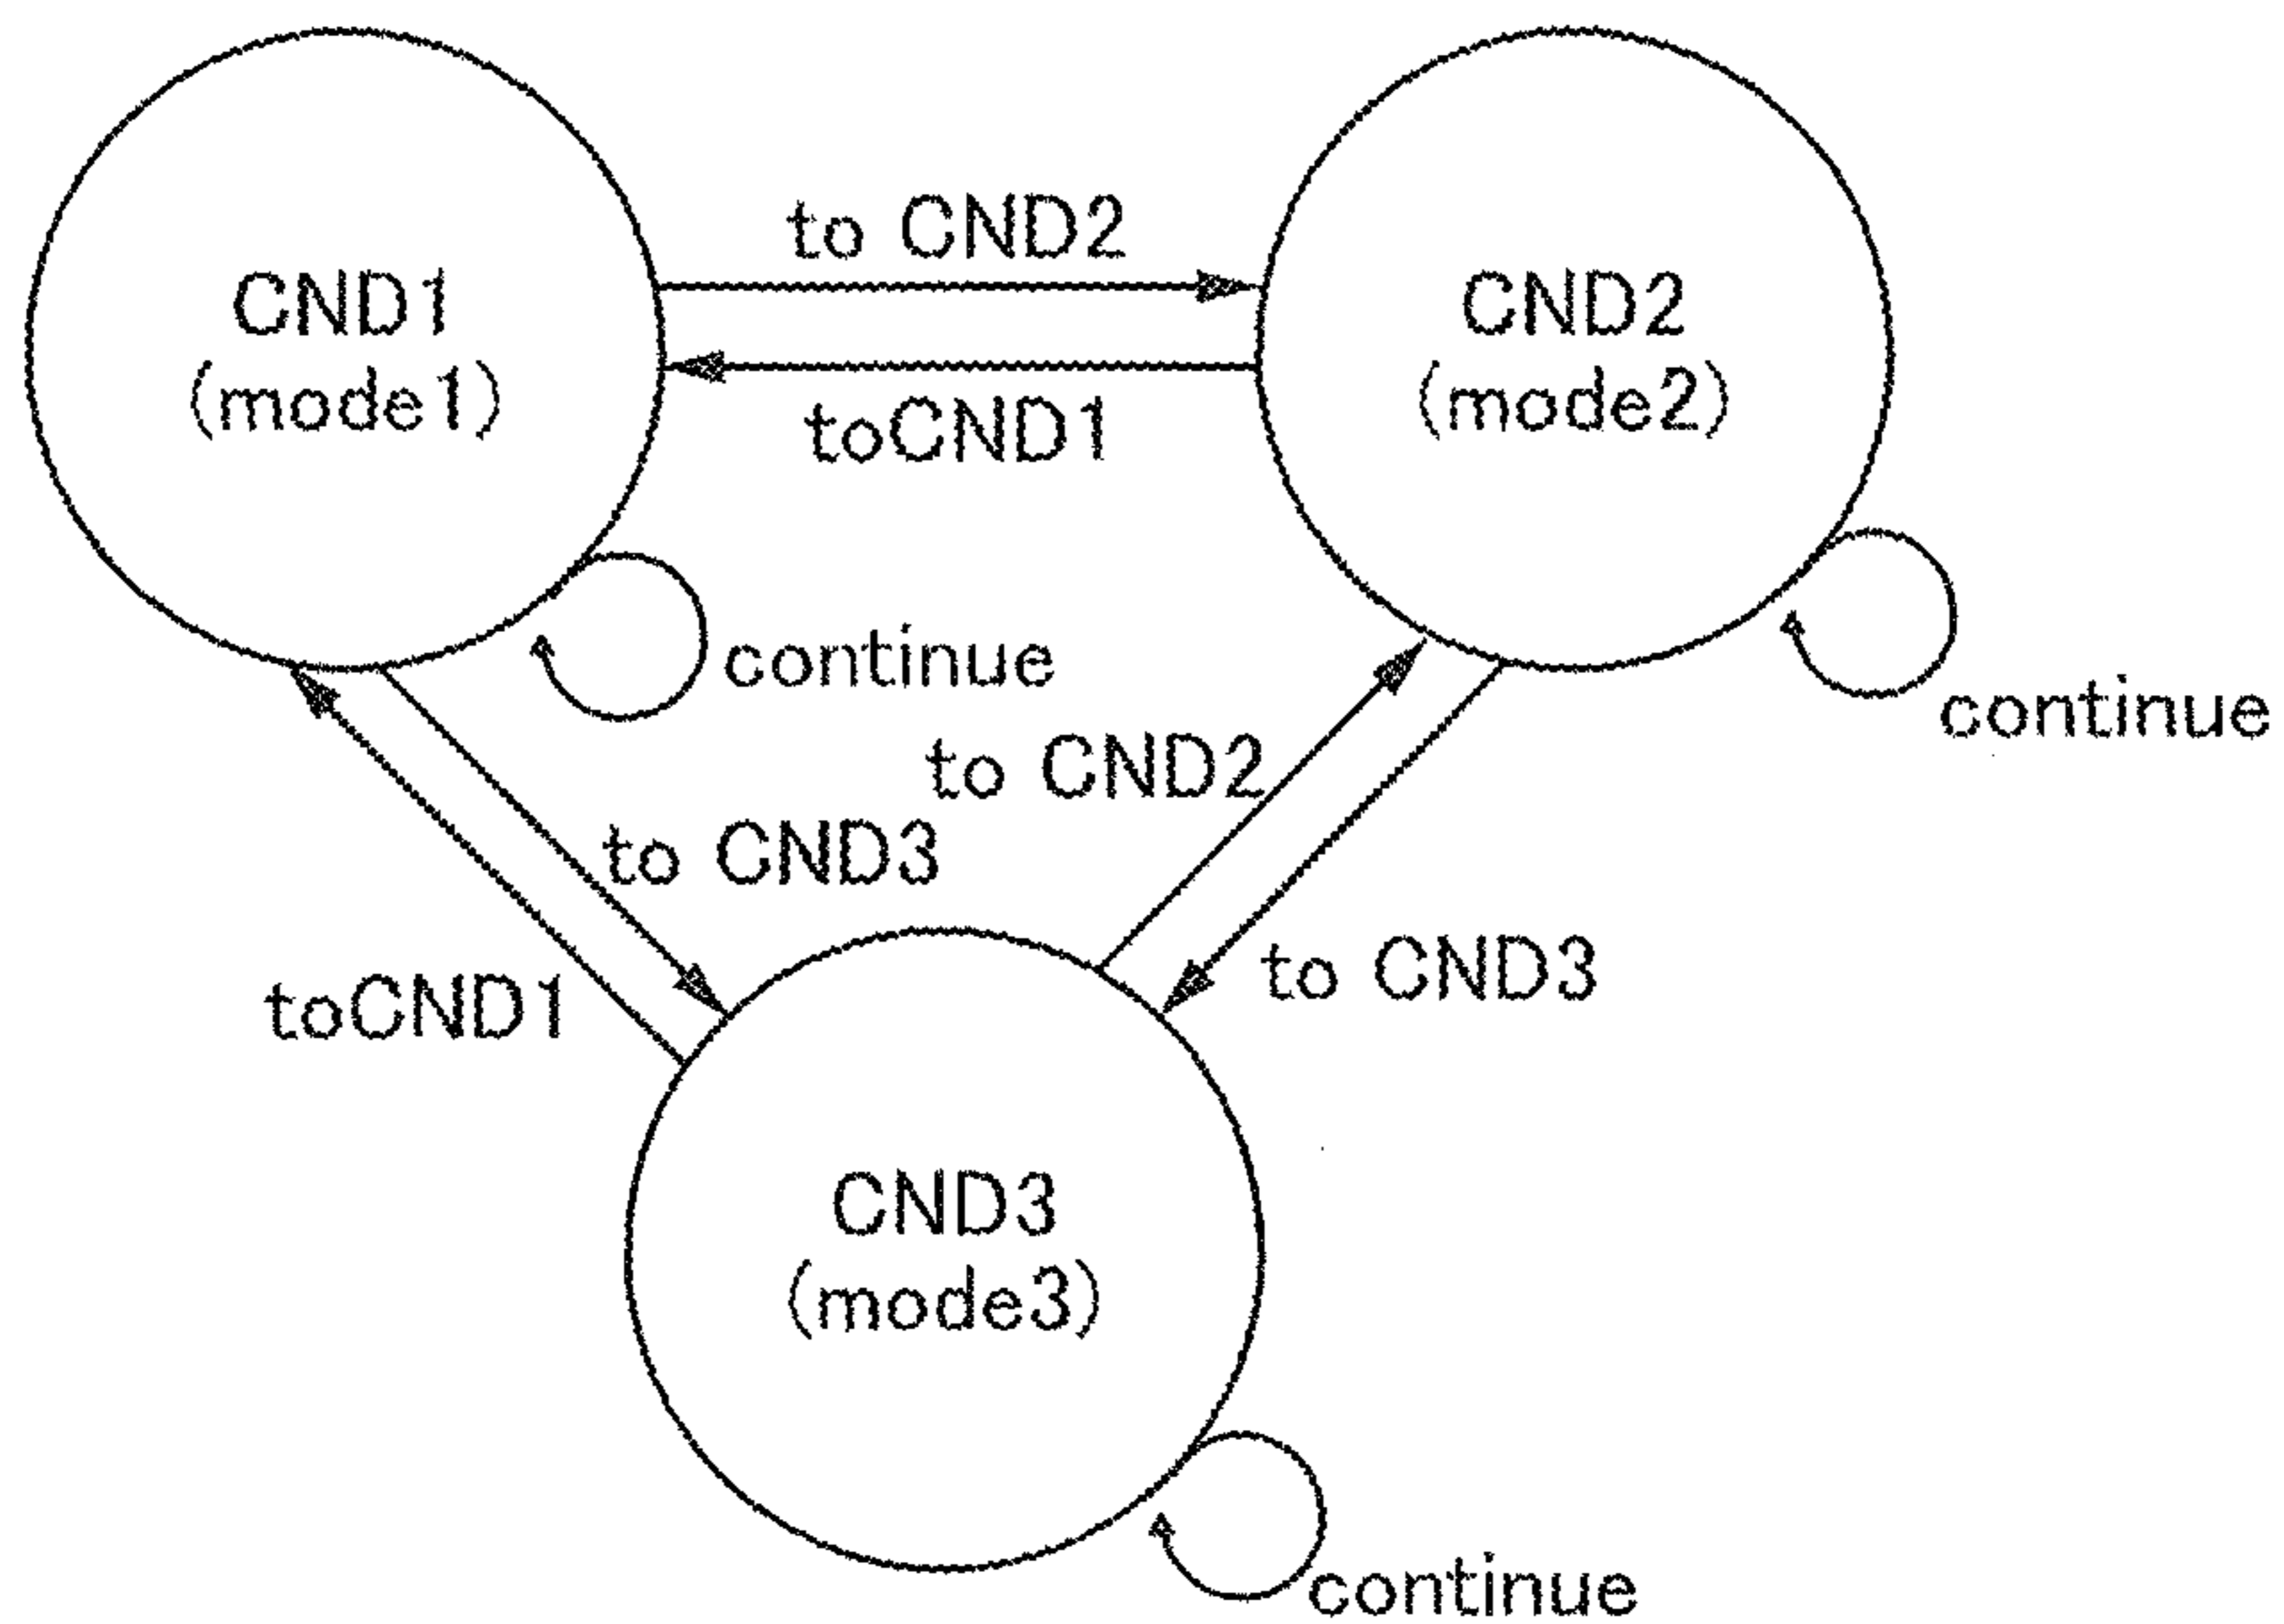 to CND2
CND1
(mode1)
CND2
(mode2)
toCND1
continue
continue
to CND2
to CND3
to CND3
toCND1
CND3
(mode3)
continue